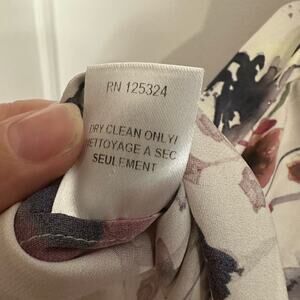 RN 125324
DRY CLEAN ONLY/
NETTOYAGE A SEC
SEULEMENT